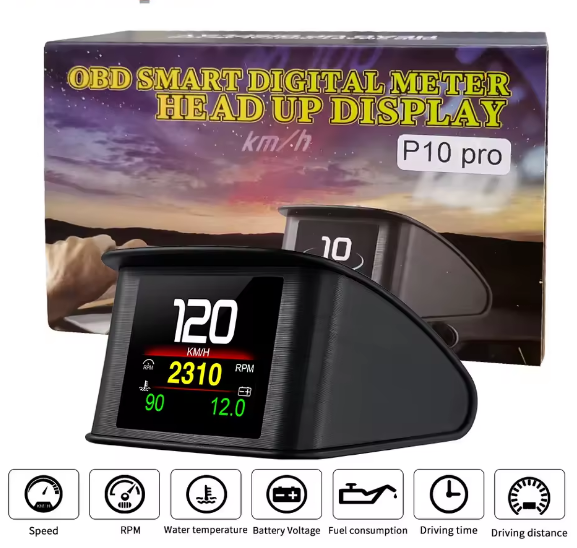 OBD SMART DIGITAL METER
HEAD UP DISPLAY
km/h
P10 pro
10
120
KM/H
RPM
2310
RPM
90
12.0
KM/H
Speed
RPM
Water temperature
Battery Voltage
Fuel consumption
Driving time
Driving distance